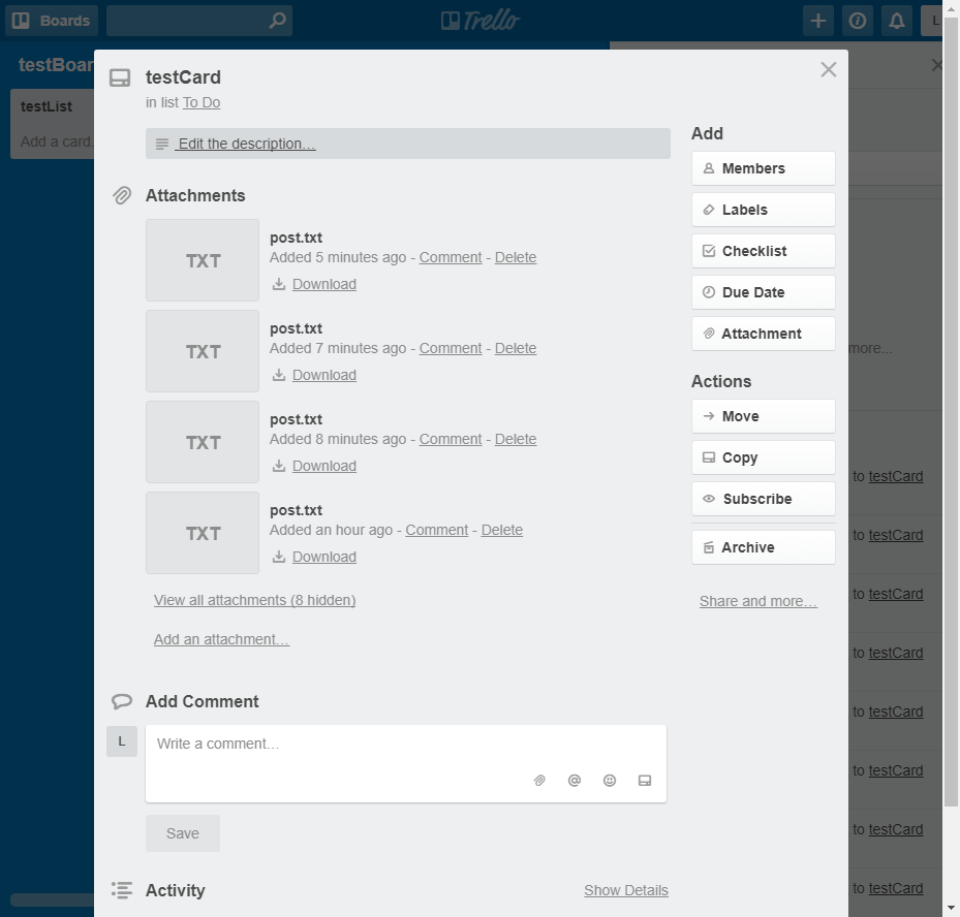 Boards
Trello
L
testBoar
testList
Add a card.
testCard
in list To Do
Edit the description…
Attachments
TXT
post.txt
Added 5 minutes ago - Comment - Delete
Download
TXT
post.txt
Added 7 minutes ago - Comment - Delete
Download
TXT
post.txt
Added 8 minutes ago - Comment - Delete
Download
TXT
post.txt
Added an hour ago - Comment - Delete
Download
View all attachments (8 hidden)
Add an attachment…
Add Comment
L
Write a comment…
Save
Activity
Show Details
Add
Members
Labels
Checklist
Due Date
Attachment
Actions
Move
Copy
Subscribe
Archive
Share and more…
more...
to testCard
to testCard
to testCard
to testCard
to testCard
to testCard
to testCard
to testCard